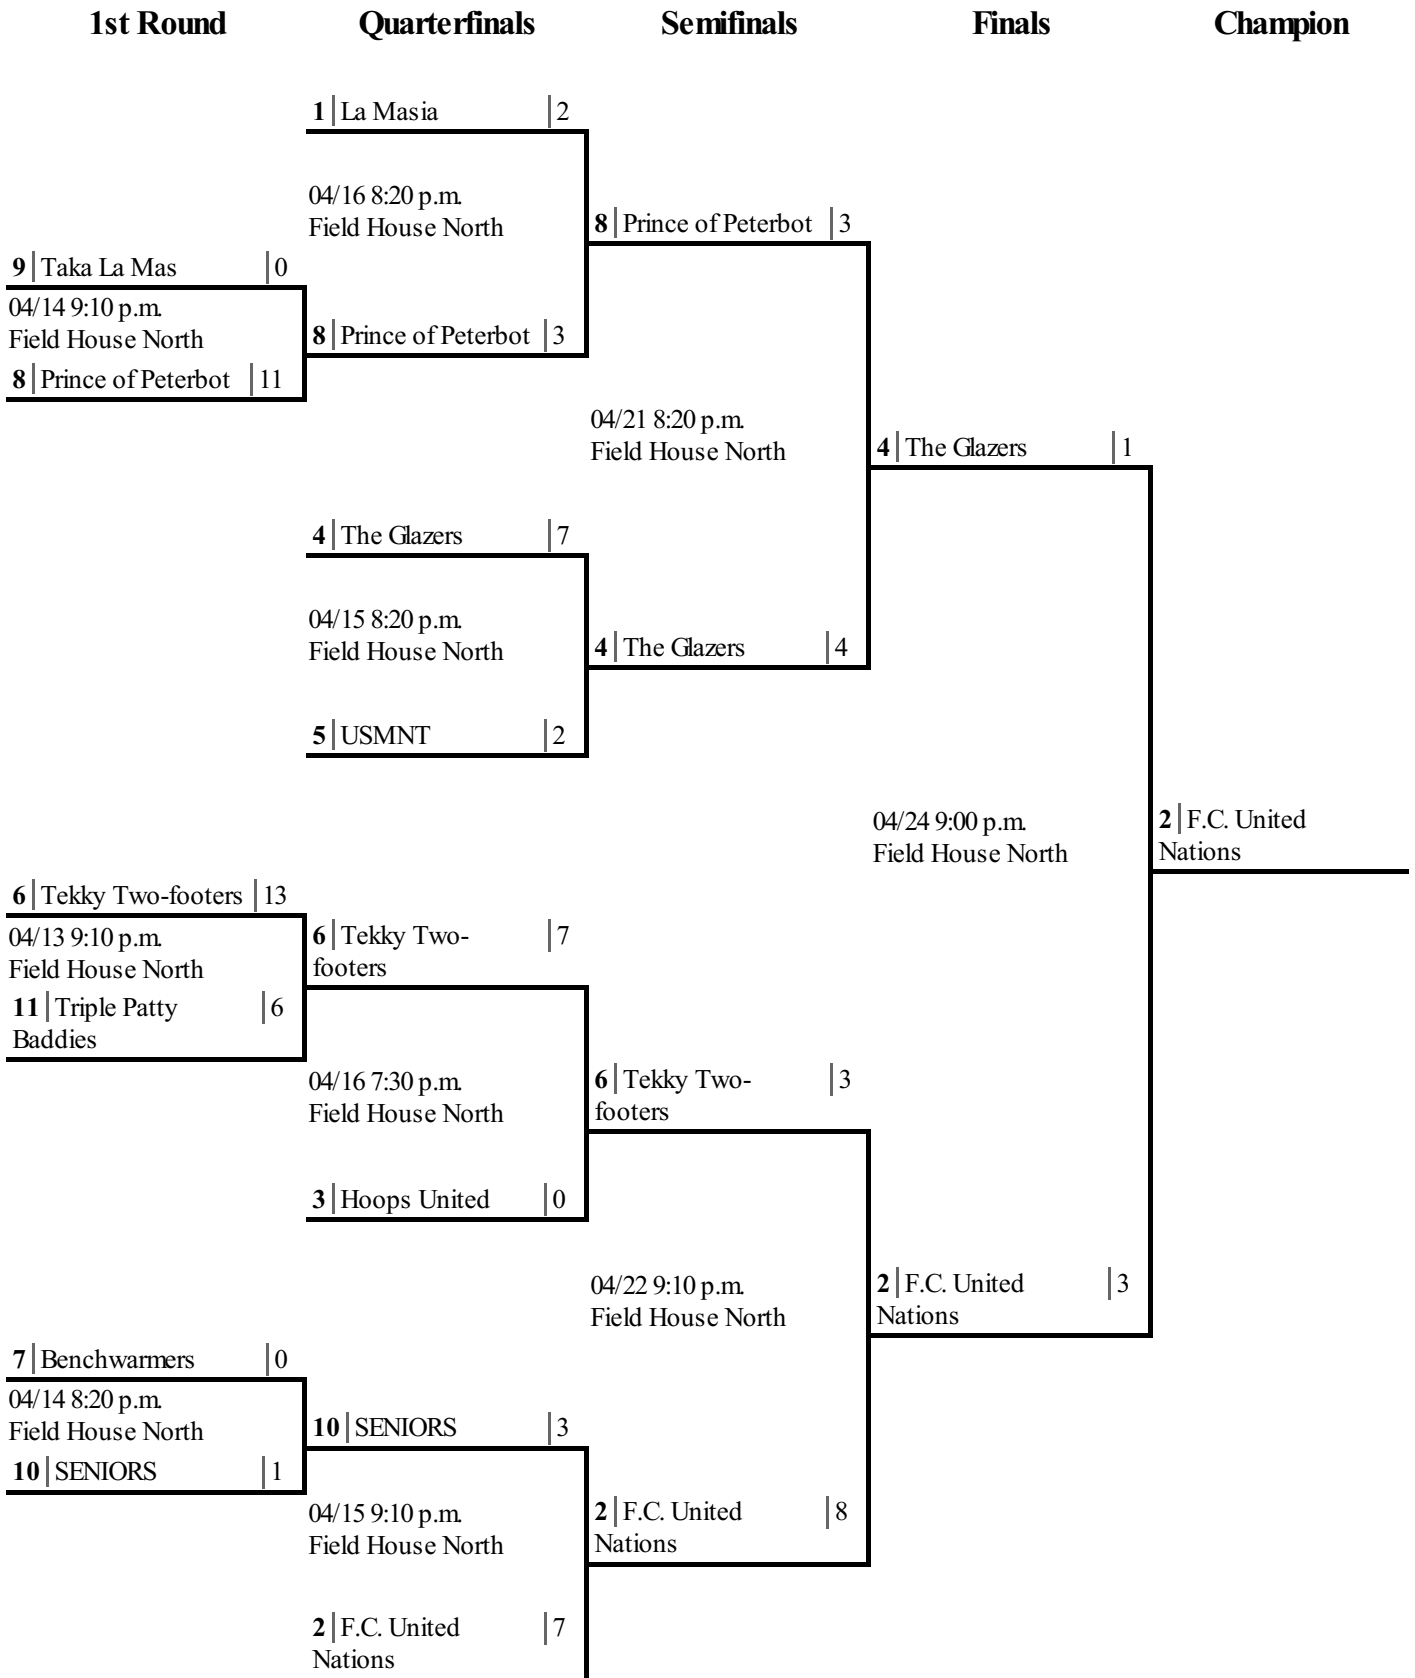 1st Round Quarterfinals Semifinals Finals Champion
1 La Masia 2
04/16 8:20 p.m.
Field House North
8 Prince of Peterbot 3
9 Taka La Mas 0
04/14 9:10 p.m.
Field House North
8 Prince of Peterbot 3
8 Prince of Peterbot 11
04/21 8:20 p.m.
Field House North
4 The Glazers 1
4 The Glazers 7
04/15 8:20 p.m.
Field House North
4 The Glazers 4
5 USMNT 2
04/24 9:00 p.m.
Field House North
2 F.C. United
Nations
6 Tekky Two-footers 13
04/13 9:10 p.m.
Field House North
6 Tekky Two-
footers
7
11 Triple Patty
Baddies
6
04/16 7:30 p.m.
Field House North
6 Tekky Two-
footers
3
3 Hoops United 0
04/22 9:10 p.m.
Field House North
2 F.C. United
Nations
3
7 Benchwarmers 0
04/14 8:20 p.m.
Field House North
10 SENIORS 3
10 SENIORS 1
04/15 9:10 p.m.
Field House North
2 F.C. United
Nations
8
2 F.C. United
Nations
7